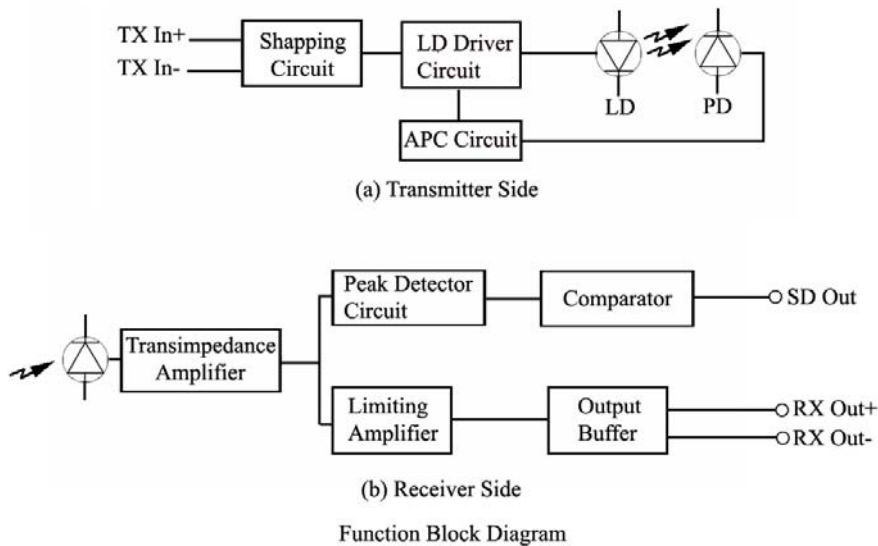 TX In+
TX In-
Shapping
Circuit
LD Driver
Circuit
LD
PD
APC Circuit
(a) Transmitter Side
Peak Detector
Circuit
Comparator
SD Out
Transimpedance
Amplifier
Limiting
Amplifier
Output
Buffer
RX Out+
RX Out-
(b) Receiver Side
Function Block Diagram